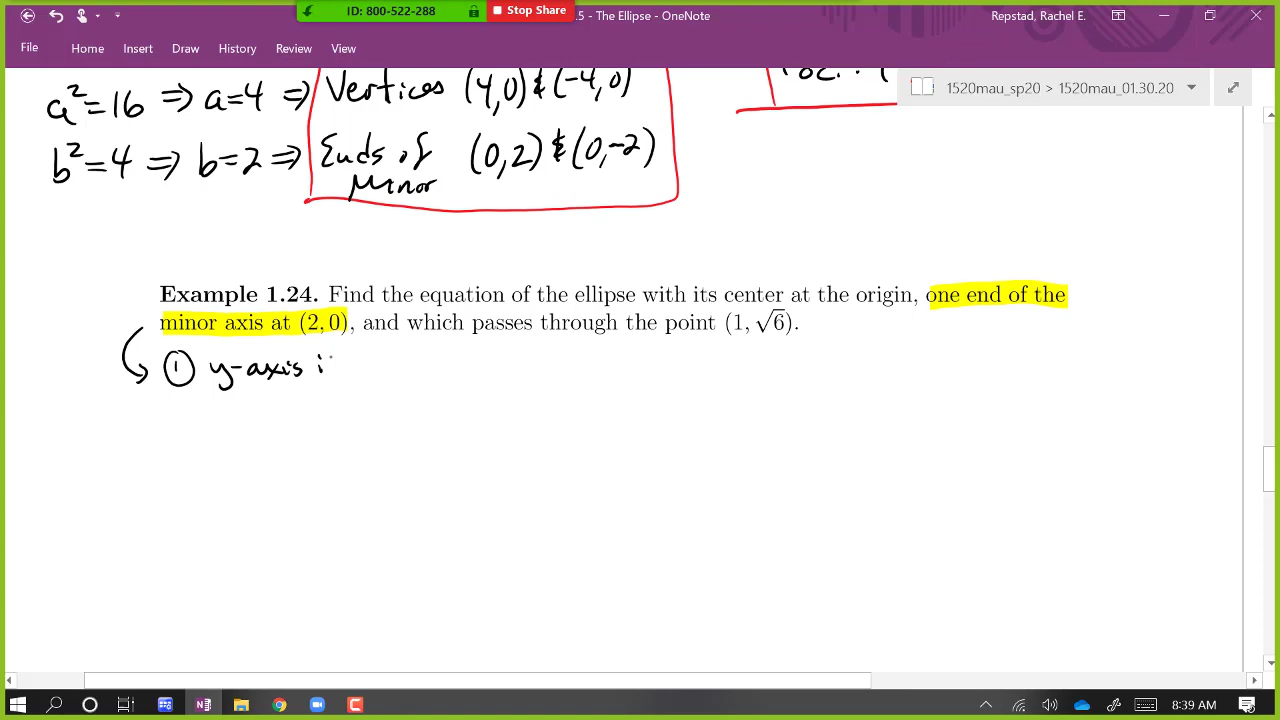 ID: 800-522-288
Stop Share
.5 - The Ellipse - OneNote
Repstad, Rachel E.
File
Home
Insert
Draw
History
Review
View
1520mau_sp20 > 1520mau_01.30.20
a²=16 ⇒ a=4 ⇒ Vertices (4,0) & (-4,0)
b²=4 ⇒ b=2 ⇒ Ends of Minor (0,2) & (0,-2)
Example 1.24. Find the equation of the ellipse with its center at the origin, one end of the
minor axis at (2, 0), and which passes through the point (1, √6).
① y-axis i
8:39 AM